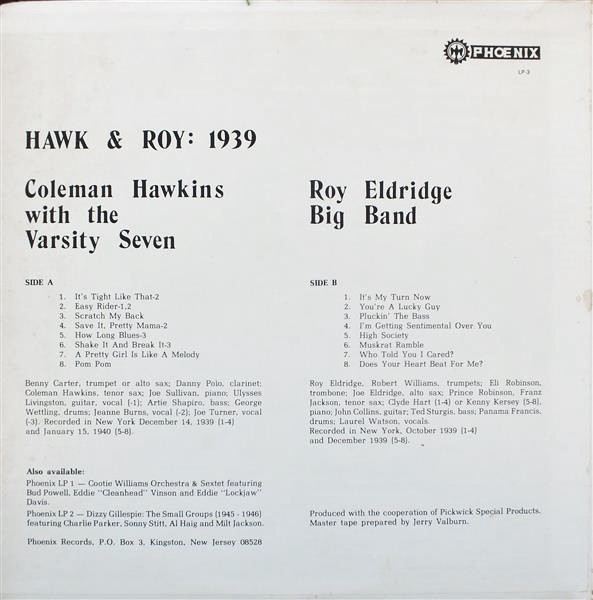 PHOENIX
LP-3
HAWK & ROY: 1939
Coleman Hawkins
with the
Varsity Seven
SIDE A
1. It's Tight Like That-2
2. Easy Rider-1,2
3. Scratch My Back
4. Save It, Pretty Mama-2
5. How Long Blues-3
6. Shake It And Break It-3
7. A Pretty Girl Is Like A Melody
8. Pom Pom
Benny Carter, trumpet or alto sax; Danny Polo, clarinet;
Coleman Hawkins, tenor sax; Joe Sullivan, piano; Ulysses
Livingston, guitar, vocal (-1); Artie Shapiro, bass; George
Wettling, drums; Jeanne Burns, vocal (-2); Joe Turner, vocal
(-3). Recorded in New York December 14, 1939 (1-4)
and January 15, 1940 (5-8).
Roy Eldridge
Big Band
SIDE B
1. It's My Turn Now
2. You're A Lucky Guy
3. Pluckin' The Bass
4. I'm Getting Sentimental Over You
5. High Society
6. Muskrat Ramble
7. Who Told You I Cared?
8. Does Your Heart Beat For Me?
Roy Eldridge, Robert Williams, trumpets; Eli Robinson,
trombone; Joe Eldridge, alto sax; Prince Robinson, Franz
Jackson, tenor sax; Clyde Hart (1-4) or Kenny Kersey (5-8),
piano; John Collins, guitar; Ted Sturgis, bass; Panama Francis,
drums; Laurel Watson, vocals.
Recorded in New York, October 1939 (1-4)
and December 1939 (5-8).
Also available:
Phoenix LP 1 — Cootie Williams Orchestra & Sextet featuring
Bud Powell, Eddie "Cleanhead" Vinson and Eddie "Lockjaw"
Davis.
Phoenix LP 2 — Dizzy Gillespie: The Small Groups (1945 - 1946)
featuring Charlie Parker, Sonny Stitt, Al Haig and Milt Jackson.
Phoenix Records, P.O. Box 3, Kingston, New Jersey 08528
Produced with the cooperation of Pickwick Special Products.
Master tape prepared by Jerry Valburn.